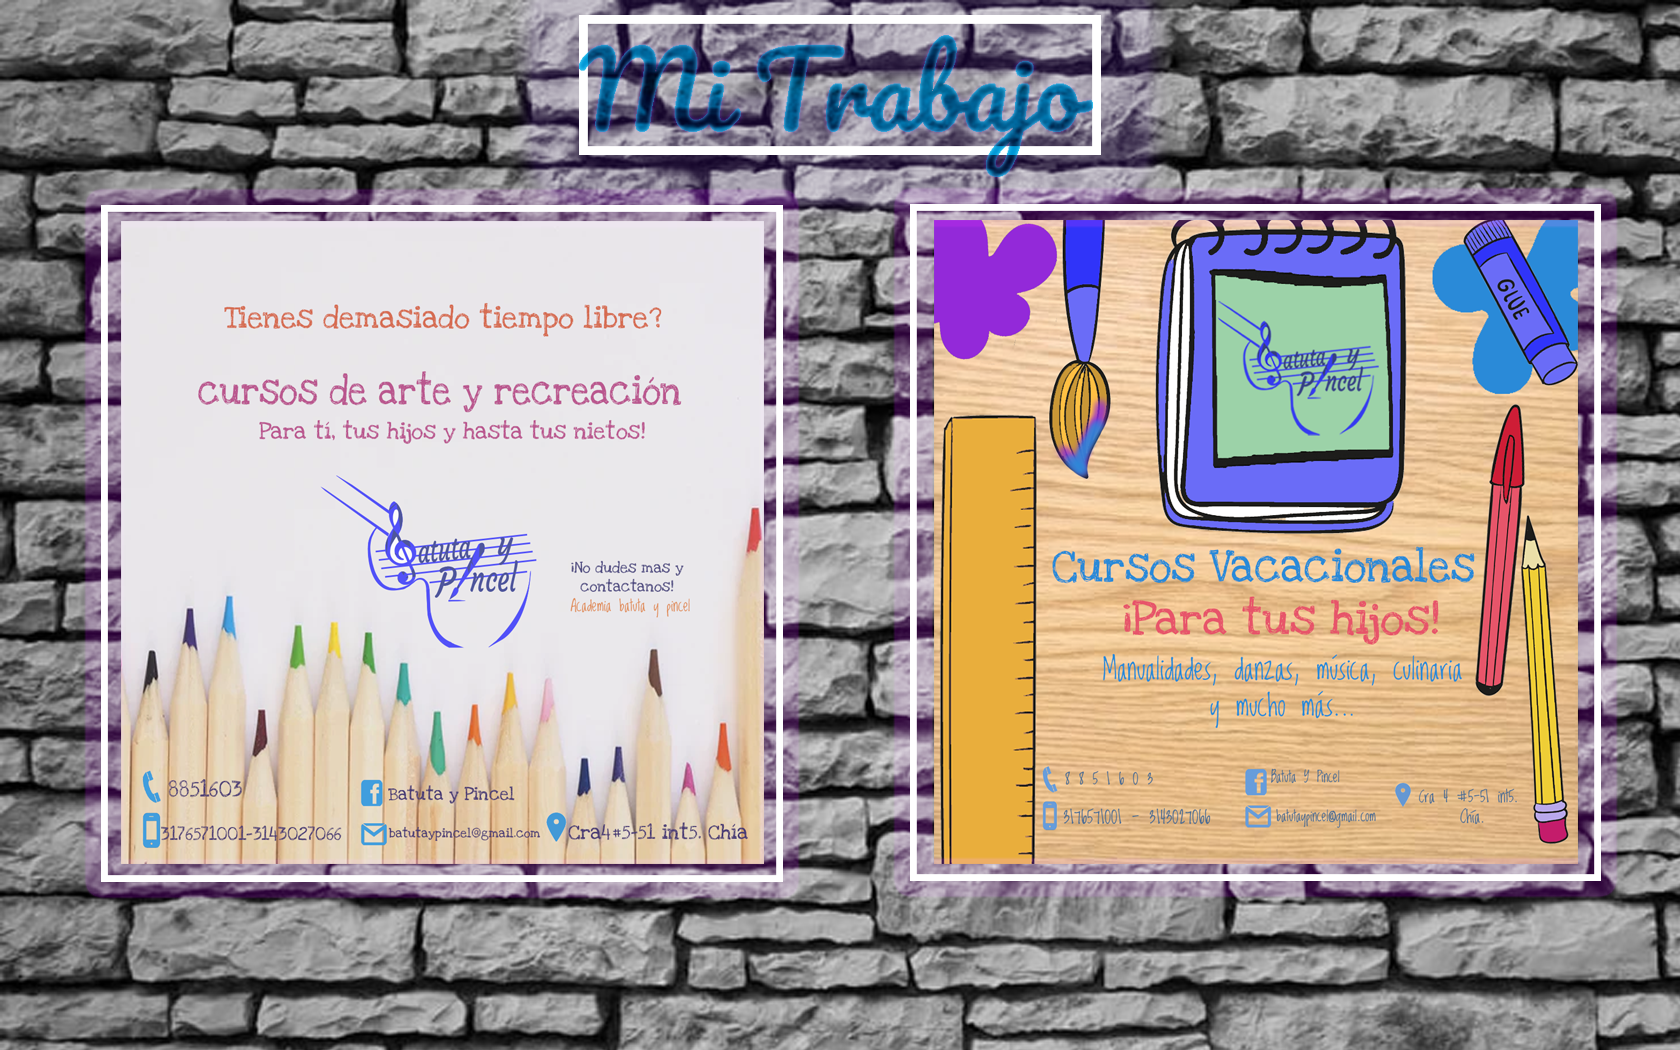 Mi Trabajo
Tienes demasiado tiempo libre?
cursos de arte y recreación
Para tí, tus hijos y hasta tus nietos!
Batuta y
Pincel
¡No dudes mas y
contactanos!
Academia batuta y pincel
8851603
Batuta y Pincel
3176571001-3143027066
batutaypincel@gmail.com
Cra4#5-51 int5. Chía
GLUE
Batuta y
Pincel
Cursos Vacacionales
¡Para tus hijos!
Manualidades, danzas, música, culinaria
y mucho más...
8851603
Batuta Y Pincel
3176571001 - 3143027066
batutaypincel@gmail.com
Cra 4 #5-51 int5.
Chía.